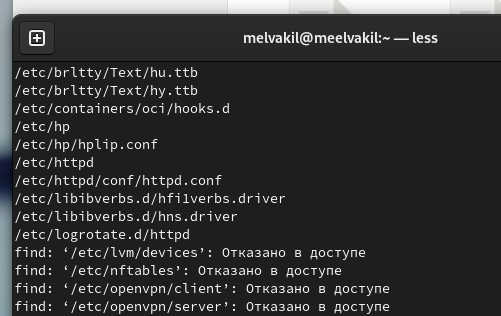 melvakil@meelvakil:~ — less
/etc/brltty/Text/hu.ttb
/etc/brltty/Text/hy.ttb
/etc/containers/oci/hooks.d
/etc/hp
/etc/hp/hplip.conf
/etc/httpd
/etc/httpd/conf/httpd.conf
/etc/libibverbs.d/hfi1verbs.driver
/etc/libibverbs.d/hns.driver
/etc/logrotate.d/httpd
find: ‘/etc/lvm/devices’: Отказано в доступе
find: ‘/etc/nftables’: Отказано в доступе
find: ‘/etc/openvpn/client’: Отказано в доступе
find: ‘/etc/openvpn/server’: Отказано в доступе